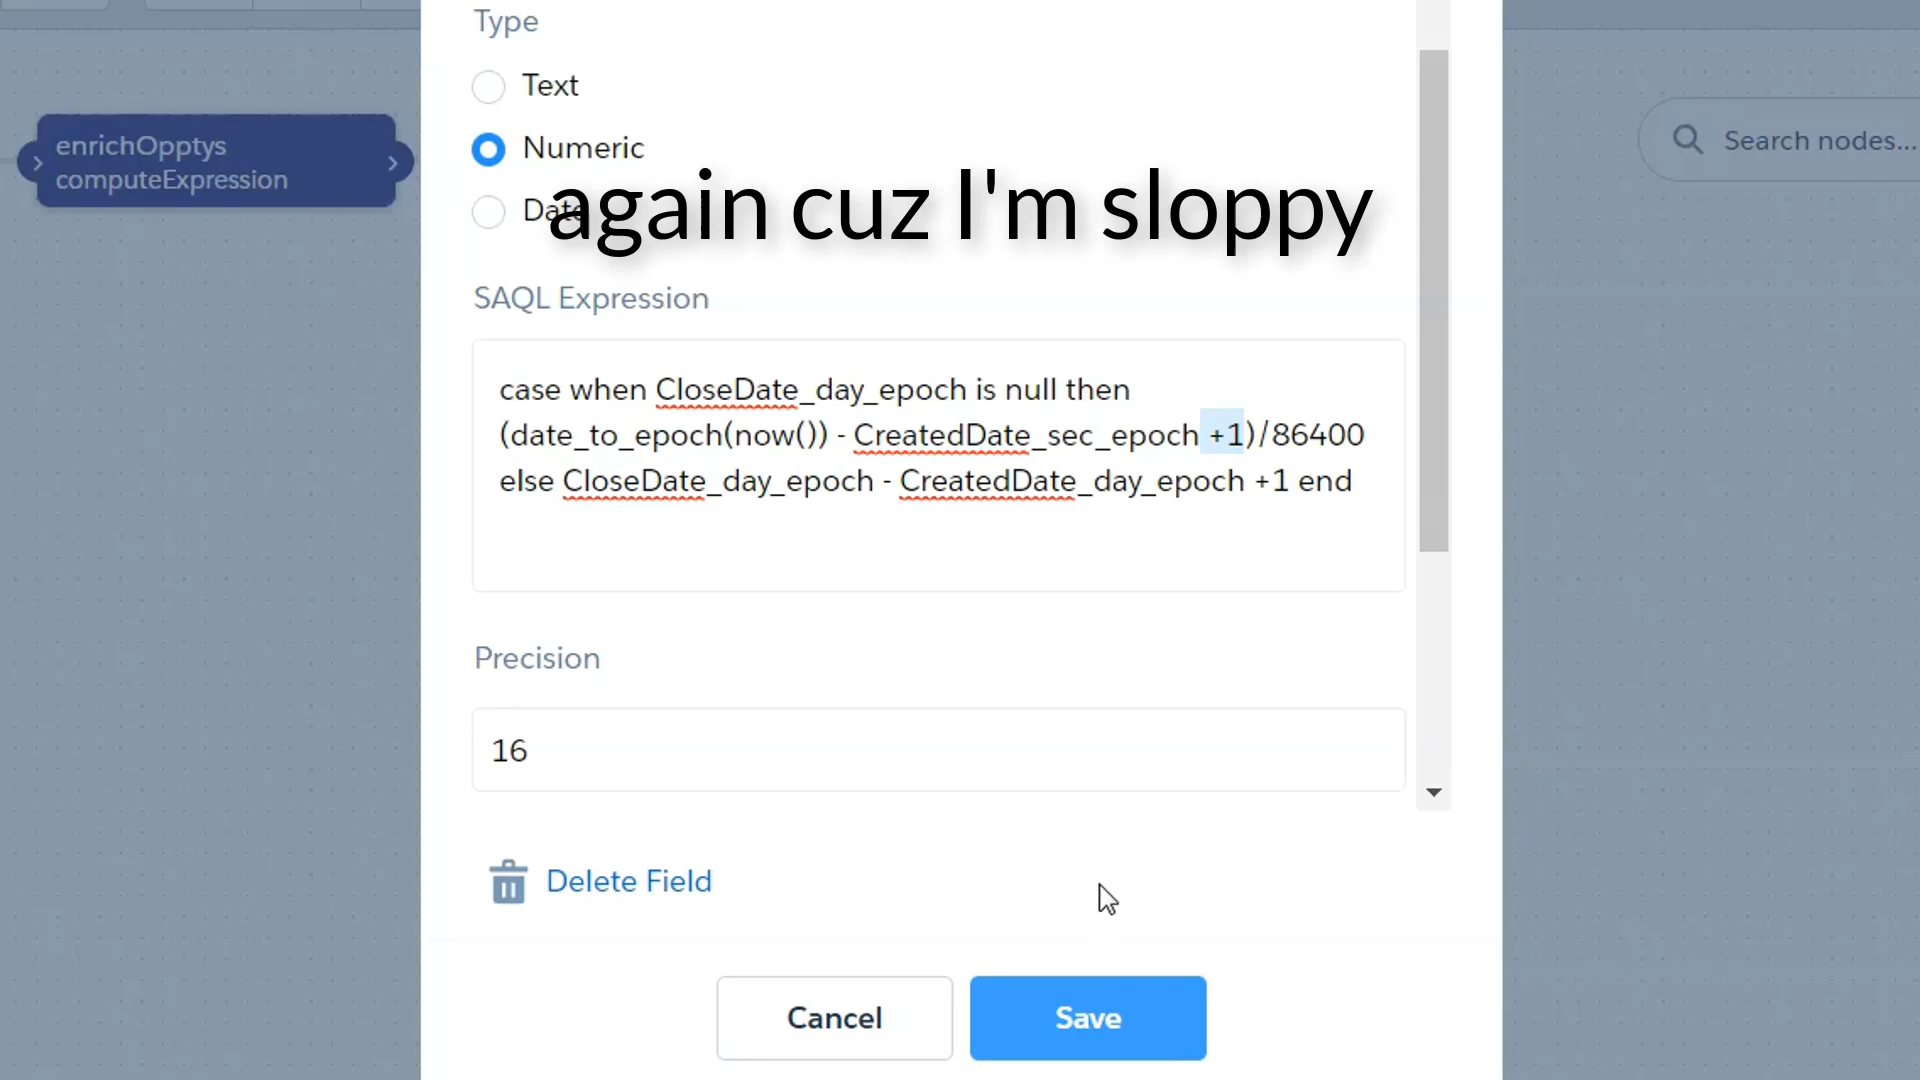 Type
Text
Numeric
Date
again cuz I'm sloppy
enrichOpptys
computeExpression
Search nodes...
SAQL Expression
case when CloseDate_day_epoch is null then
(date_to_epoch(now()) - CreatedDate_sec_epoch +1)/86400
else CloseDate_day_epoch - CreatedDate_day_epoch +1 end
Precision
16
Delete Field
Cancel
Save